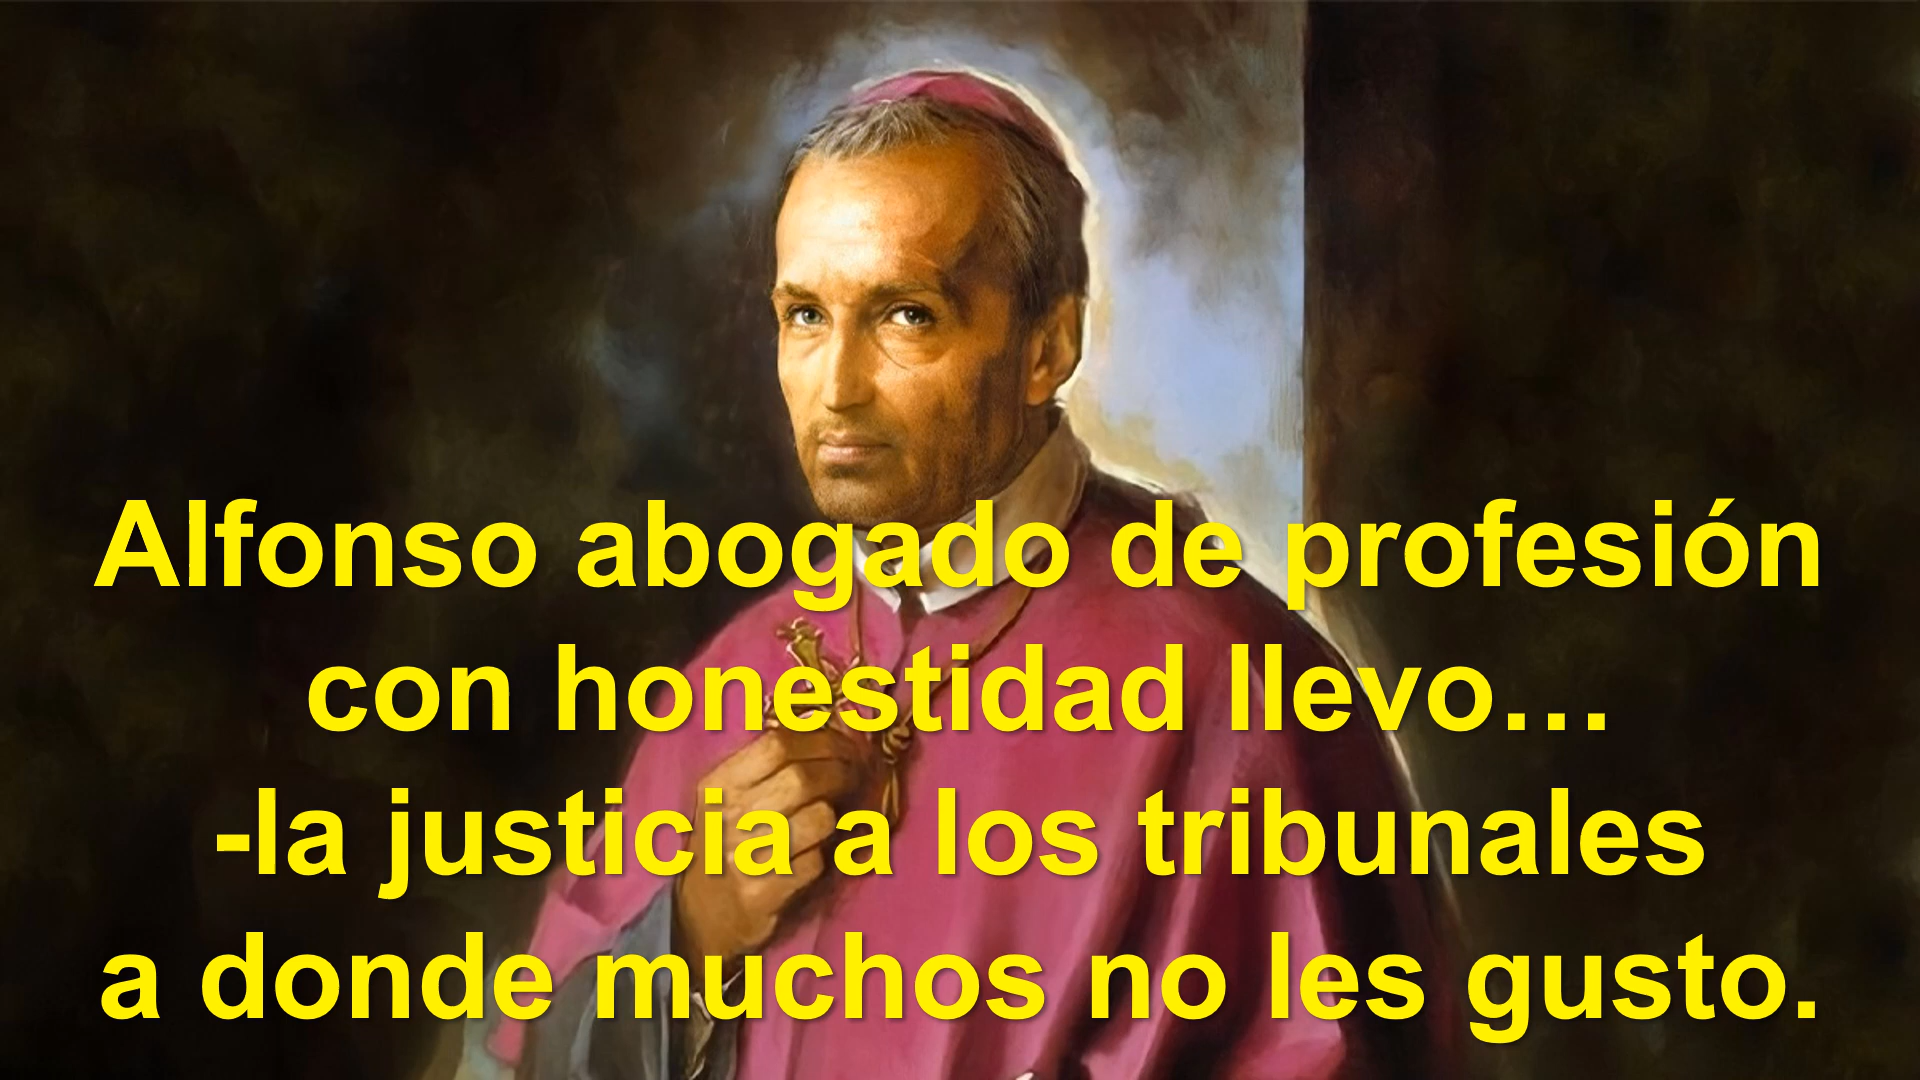 Alfonso abogado de profesión
con honestidad llevo…
-la justicia a los tribunales
a donde muchos no les gusto.